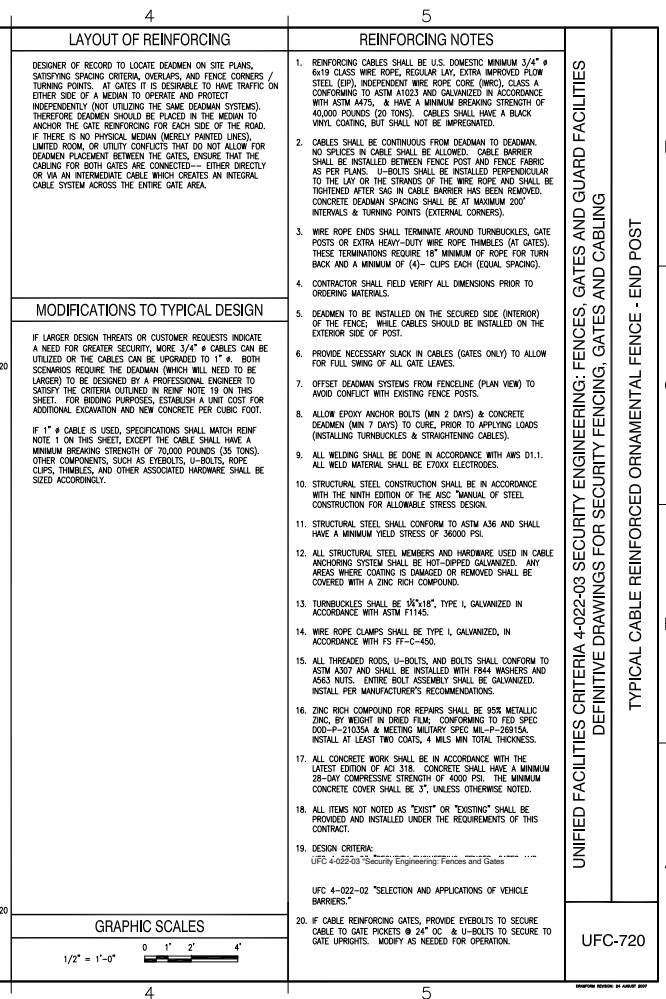 4
5
LAYOUT OF REINFORCING
DESIGNER OF RECORD TO LOCATE DEADMEN ON SITE PLANS,
SATISFYING SPACING CRITERIA, OVERLAPS, AND FENCE CORNERS /
TURNING POINTS. AT GATES IT IS DESIRABLE TO HAVE TRAFFIC ON
EITHER SIDE OF A MEDIAN TO OPERATE AND PROTECT
INDEPENDENTLY (NOT UTILIZING THE SAME DEADMAN SYSTEMS).
THEREFORE DEADMEN SHOULD BE PLACED IN THE MEDIAN TO
ANCHOR THE GATE REINFORCING FOR EACH SIDE OF THE ROAD.
IF THERE IS NO PHYSICAL MEDIAN (MERELY PAINTED LINES),
LIMITED ROOM, OR UTILITY CONFLICTS THAT DO NOT ALLOW FOR
DEADMEN PLACEMENT BETWEEN THE GATES, ENSURE THAT THE
CABLING FOR BOTH GATES ARE CONNECTED-- EITHER DIRECTLY
OR VIA AN INTERMEDIATE CABLE WHICH CREATES AN INTEGRAL
CABLE SYSTEM ACROSS THE ENTIRE GATE AREA.
MODIFICATIONS TO TYPICAL DESIGN
IF LARGER DESIGN THREATS OR CUSTOMER REQUESTS INDICATE
A NEED FOR GREATER SECURITY, MORE 3/4" ø CABLES CAN BE
UTILIZED OR THE CABLES CAN BE UPGRADED TO 1" ø. BOTH
SCENARIOS REQUIRE THE DEADMAN (WHICH WILL NEED TO BE
LARGER) TO BE DESIGNED BY A PROFESSIONAL ENGINEER TO
SATISFY THE CRITERIA OUTLINED IN REINF NOTE 19 ON THIS
SHEET. FOR BIDDING PURPOSES, ESTABLISH A UNIT COST FOR
ADDITIONAL EXCAVATION AND NEW CONCRETE PER CUBIC FOOT.
IF 1" ø CABLE IS USED, SPECIFICATIONS SHALL MATCH REINF
NOTE 1 ON THIS SHEET, EXCEPT THE CABLE SHALL HAVE A
MINIMUM BREAKING STRENGTH OF 70,000 POUNDS (35 TONS).
OTHER COMPONENTS, SUCH AS EYEBOLTS, U-BOLTS, ROPE
CLIPS, THIMBLES, AND OTHER ASSOCIATED HARDWARE SHALL BE
SIZED ACCORDINGLY.
20
20
GRAPHIC SCALES
0 1' 2' 4'
1/2" = 1'-0"
REINFORCING NOTES
1. REINFORCING CABLES SHALL BE U.S. DOMESTIC MINIMUM 3/4" ø
6x19 CLASS WIRE ROPE, REGULAR LAY, EXTRA IMPROVED PLOW
STEEL (EIP), INDEPENDENT WIRE ROPE CORE (IWRC), CLASS A
CONFORMING TO ASTM A1023 AND GALVANIZED IN ACCORDANCE
WITH ASTM A475, & HAVE A MINIMUM BREAKING STRENGTH OF
40,000 POUNDS (20 TONS). CABLES SHALL HAVE A BLACK
VINYL COATING, BUT SHALL NOT BE IMPREGNATED.
2. CABLES SHALL BE CONTINUOUS FROM DEADMAN TO DEADMAN.
NO SPLICES IN CABLE SHALL BE ALLOWED. CABLE BARRIER
SHALL BE INSTALLED BETWEEN FENCE POST AND FENCE FABRIC
AS PER PLANS. U-BOLTS SHALL BE INSTALLED PERPENDICULAR
TO THE LAY OR THE STRANDS OF THE WIRE ROPE AND SHALL BE
TIGHTENED AFTER SAG IN CABLE BARRIER HAS BEEN REMOVED.
CONCRETE DEADMAN SPACING SHALL BE AT MAXIMUM 200'
INTERVALS & TURNING POINTS (EXTERNAL CORNERS).
3. WIRE ROPE ENDS SHALL TERMINATE AROUND TURNBUCKLES, GATE
POSTS OR EXTRA HEAVY-DUTY WIRE ROPE THIMBLES (AT GATES).
THESE TERMINATIONS REQUIRE 18" MINIMUM OF ROPE FOR TURN
BACK AND A MINIMUM OF (4)- CLIPS EACH (EQUAL SPACING).
4. CONTRACTOR SHALL FIELD VERIFY ALL DIMENSIONS PRIOR TO
ORDERING MATERIALS.
5. DEADMEN TO BE INSTALLED ON THE SECURED SIDE (INTERIOR)
OF THE FENCE; WHILE CABLES SHOULD BE INSTALLED ON THE
EXTERIOR SIDE OF POST.
6. PROVIDE NECESSARY SLACK IN CABLES (GATES ONLY) TO ALLOW
FOR FULL SWING OF ALL GATE LEAVES.
7. OFFSET DEADMAN SYSTEMS FROM FENCELINE (PLAN VIEW) TO
AVOID CONFLICT WITH EXISTING FENCE POSTS.
8. ALLOW EPOXY ANCHOR BOLTS (MIN 2 DAYS) & CONCRETE
DEADMEN (MIN 7 DAYS) TO CURE, PRIOR TO APPLYING LOADS
(INSTALLING TURNBUCKLES & STRAIGHTENING CABLES).
9. ALL WELDING SHALL BE DONE IN ACCORDANCE WITH AWS D1.1.
ALL WELD MATERIAL SHALL BE E70XX ELECTRODES.
10. STRUCTURAL STEEL CONSTRUCTION SHALL BE IN ACCORDANCE
WITH THE NINTH EDITION OF THE AISC "MANUAL OF STEEL
CONSTRUCTION FOR ALLOWABLE STRESS DESIGN.
11. STRUCTURAL STEEL SHALL CONFORM TO ASTM A36 AND SHALL
HAVE A MINIMUM YIELD STRESS OF 36000 PSI.
12. ALL STRUCTURAL STEEL MEMBERS AND HARDWARE USED IN CABLE
ANCHORING SYSTEM SHALL BE HOT-DIPPED GALVANIZED. ANY
AREAS WHERE COATING IS DAMAGED OR REMOVED SHALL BE
COVERED WITH A ZINC RICH COMPOUND.
13. TURNBUCKLES SHALL BE 1¼"x18", TYPE I, GALVANIZED IN
ACCORDANCE WITH ASTM F1145.
14. WIRE ROPE CLAMPS SHALL BE TYPE I, GALVANIZED, IN
ACCORDANCE WITH FS FF-C-450.
15. ALL THREADED RODS, U-BOLTS, AND BOLTS SHALL CONFORM TO
ASTM A307 AND SHALL BE INSTALLED WITH F844 WASHERS AND
A563 NUTS. ENTIRE BOLT ASSEMBLY SHALL BE GALVANIZED.
INSTALL PER MANUFACTURER'S RECOMMENDATIONS.
16. ZINC RICH COMPOUND FOR REPAIRS SHALL BE 95% METALLIC
ZINC, BY WEIGHT IN DRIED FILM; CONFORMING TO FED SPEC
DOD-P-21035A & MEETING MILITARY SPEC MIL-P-26915A.
INSTALL AT LEAST TWO COATS, 4 MILS MIN TOTAL THICKNESS.
17. ALL CONCRETE WORK SHALL BE IN ACCORDANCE WITH THE
LATEST EDITION OF ACI 318. CONCRETE SHALL HAVE A MINIMUM
28-DAY COMPRESSIVE STRENGTH OF 4000 PSI. THE MINIMUM
CONCRETE COVER SHALL BE 3", UNLESS OTHERWISE NOTED.
18. ALL ITEMS NOT NOTED AS "EXIST" OR "EXISTING" SHALL BE
PROVIDED AND INSTALLED UNDER THE REQUIREMENTS OF THIS
CONTRACT.
19. DESIGN CRITERIA:
UFC 4-022-03 "Security Engineering: Fences and Gates
UFC 4-022-02 "SELECTION AND APPLICATIONS OF VEHICLE
BARRIERS."
20. IF CABLE REINFORCING GATES, PROVIDE EYEBOLTS TO SECURE
CABLE TO GATE PICKETS @ 24" OC & U-BOLTS TO SECURE TO
GATE UPRIGHTS. MODIFY AS NEEDED FOR OPERATION.
UNIFIED FACILITIES CRITERIA 4-022-03 SECURITY ENGINEERING: FENCES, GATES AND GUARD FACILITIES
DEFINITIVE DRAWINGS FOR SECURITY FENCING, GATES AND CABLING
TYPICAL CABLE REINFORCED ORNAMENTAL FENCE - END POST
UFC-720
DRAWFORM REVISION: 24 AUGUST 2007
4
5